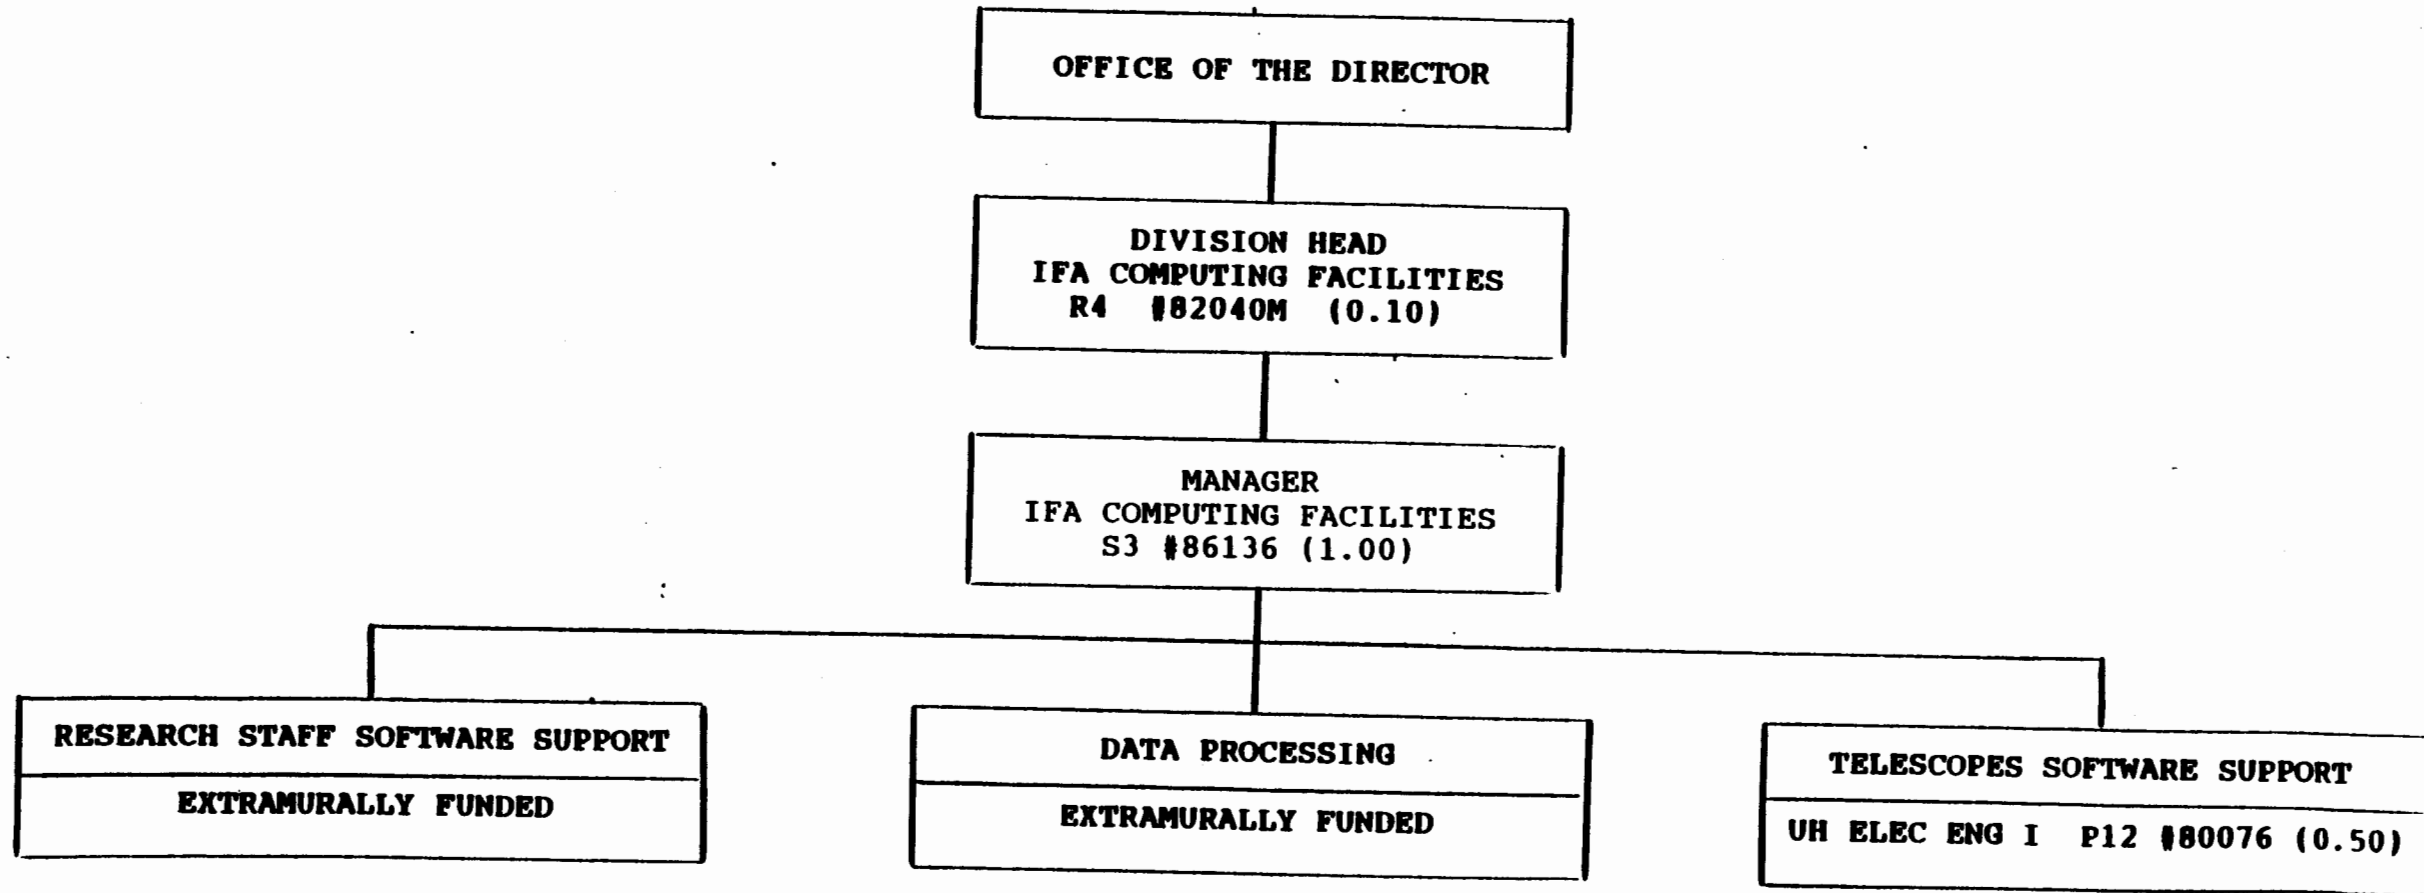 OFFICE OF THE DIRECTOR
DIVISION HEAD
IFA COMPUTING FACILITIES
R4 #82040M (0.10)
MANAGER
IFA COMPUTING FACILITIES
S3 #86136 (1.00)
RESEARCH STAFF SOFTWARE SUPPORT
EXTRAMURALLY FUNDED
DATA PROCESSING
EXTRAMURALLY FUNDED
TELESCOPES SOFTWARE SUPPORT
UH ELEC ENG I P12 #80076 (0.50)